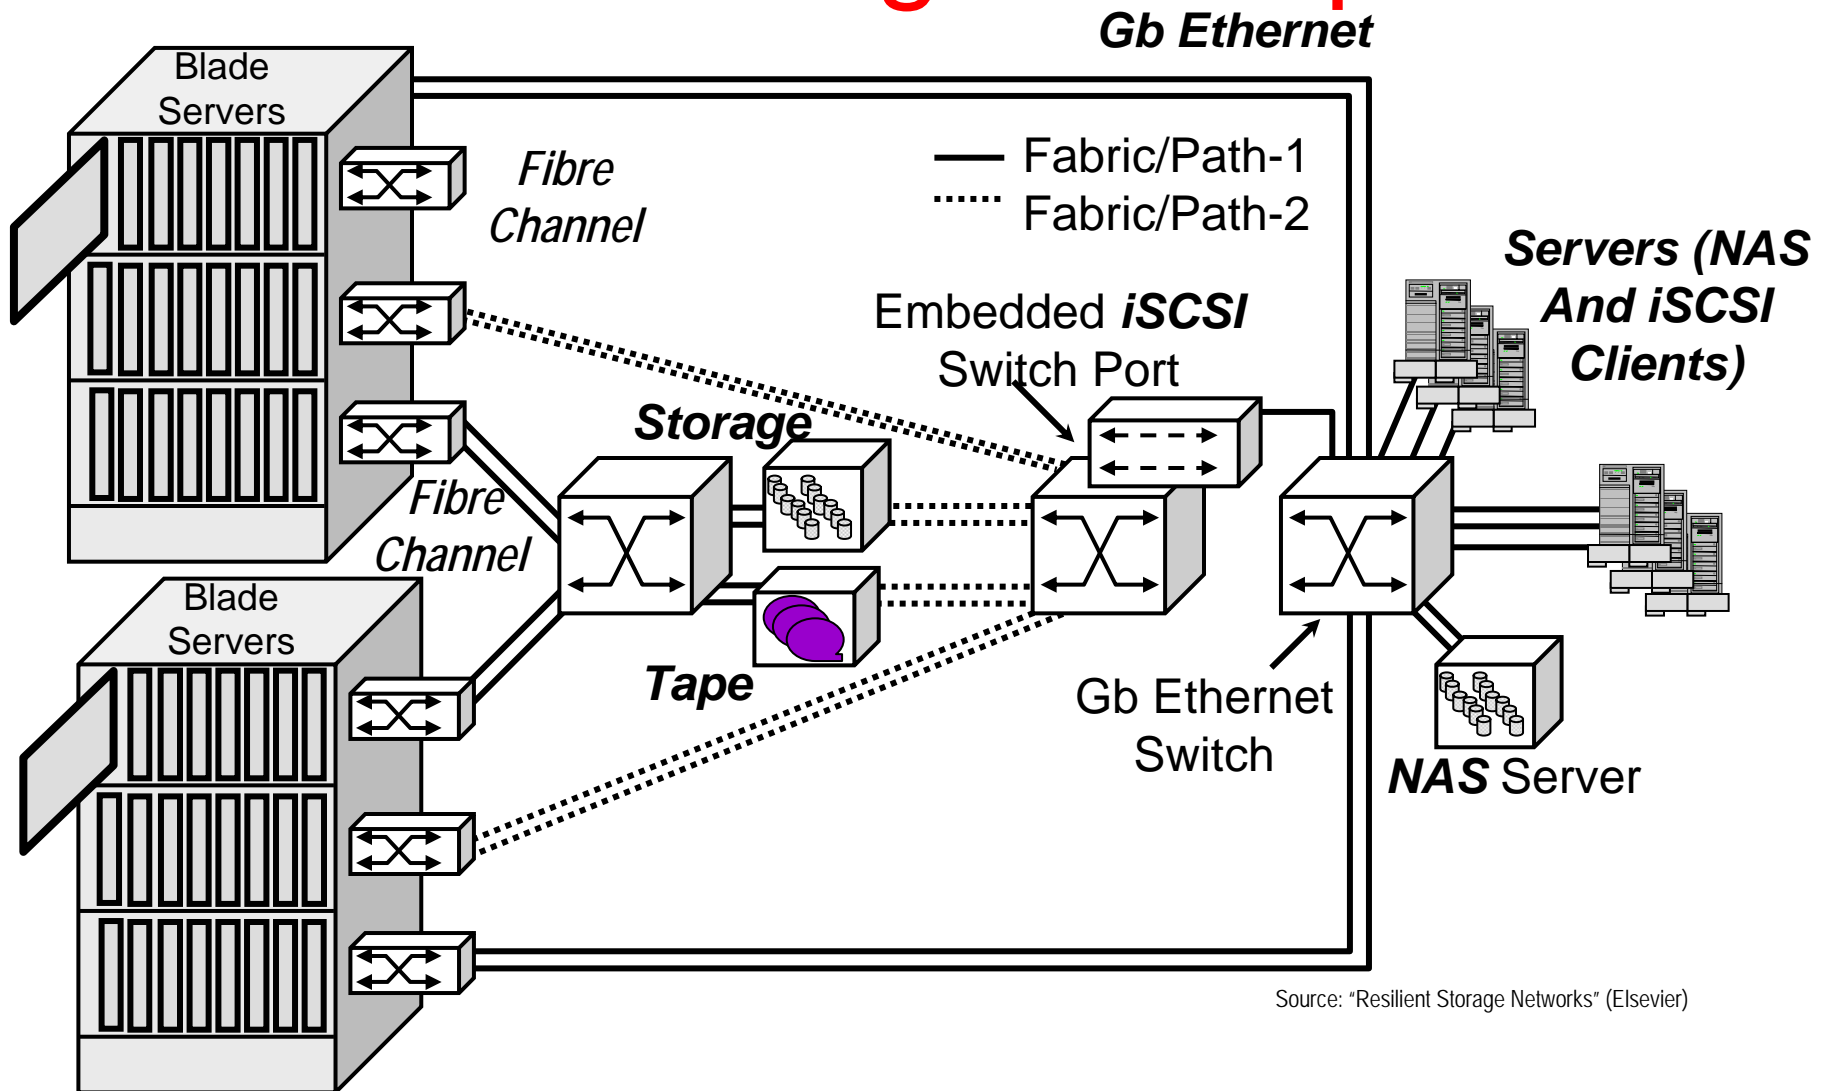 Gb Ethernet
Blade
Servers
Fibre
Channel
Fabric/Path-1
Fabric/Path-2
Servers (NAS
And iSCSI
Clients)
Embedded iSCSI
Switch Port
Storage
Fibre
Channel
Blade
Servers
Tape
Gb Ethernet
Switch
NAS Server
Source: "Resilient Storage Networks" (Elsevier)